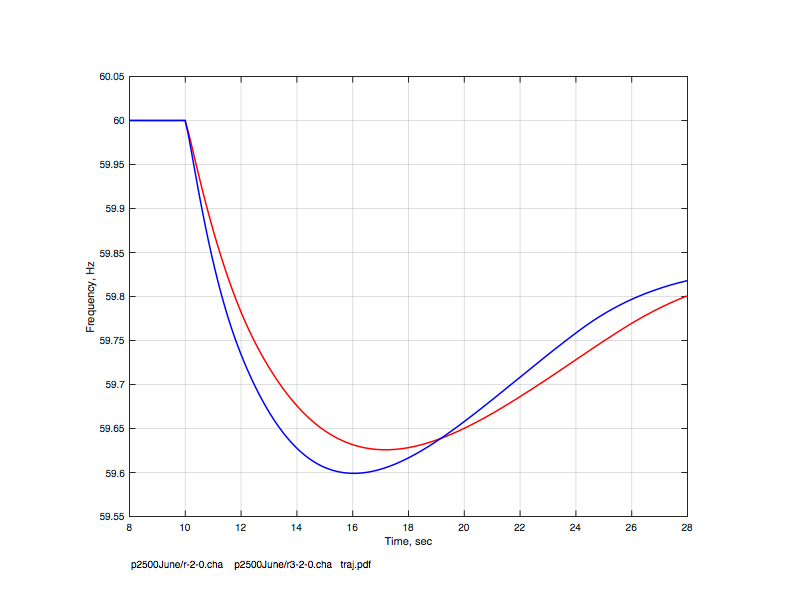 60.05
60
59.95
59.9
59.85
59.8
59.75
59.7
59.65
59.6
59.55
Frequency, Hz
8 10 12 14 16 18 20 22 24 26 28
Time, sec
p2500June/r-2-0.cha p2500June/r3-2-0.cha traj.pdf